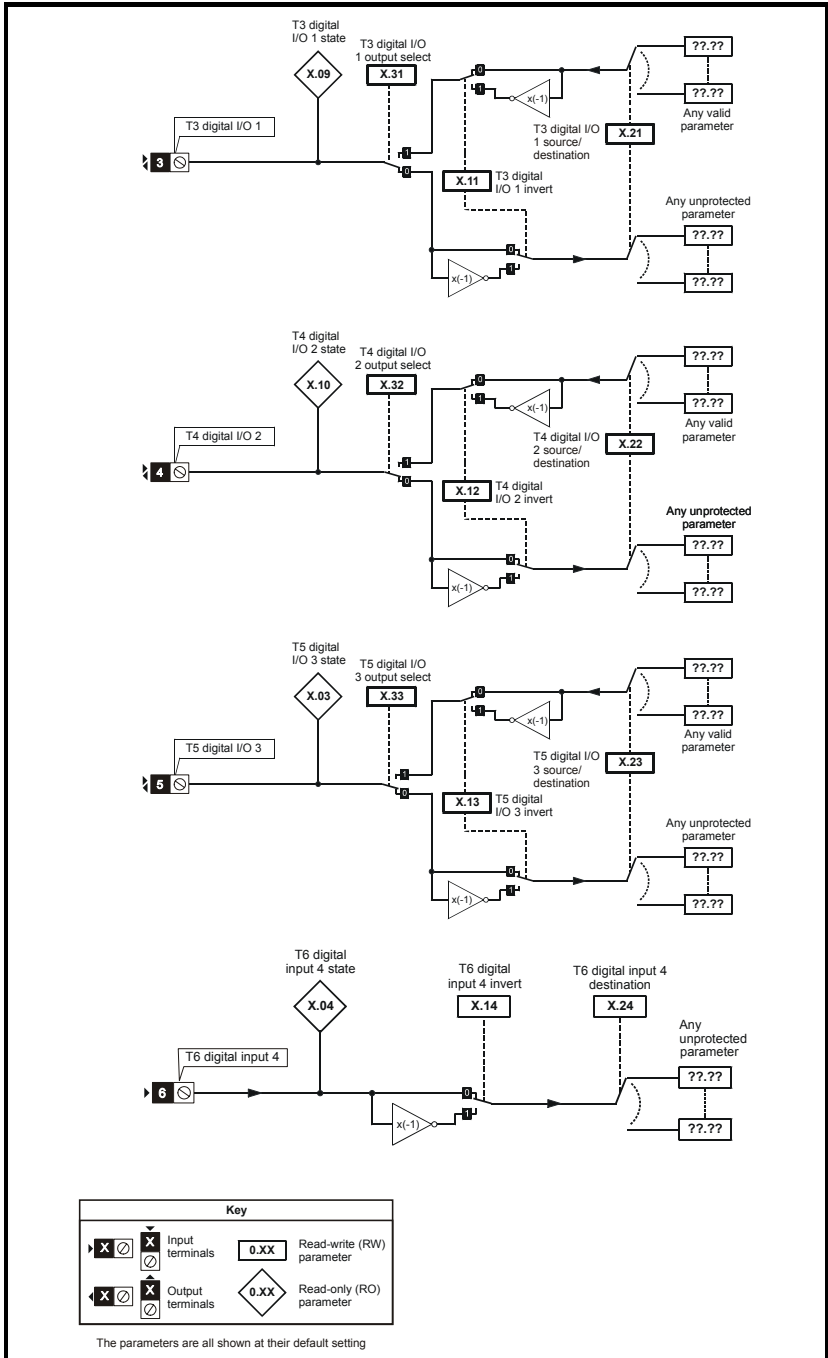 T3 digital
I/O 1 state
X.09
T3 digital I/O
1 output select
X.31
T3 digital I/O 1
3
1
0
0
1
x(-1)
??.??
??.??
Any valid
parameter
T3 digital I/O
1 source/
destination
X.21
X.11
T3 digital
I/O 1 invert
0
1
x(-1)
Any unprotected
parameter
??.??
??.??
T4 digital
I/O 2 state
X.10
T4 digital I/O
2 output select
X.32
T4 digital I/O 2
4
1
0
0
1
x(-1)
??.??
??.??
Any valid
parameter
T4 digital I/O
2 source/
destination
X.22
X.12
T4 digital
I/O 2 invert
0
1
x(-1)
Any unprotected
parameter
??.??
??.??
T5 digital
I/O 3 state
X.03
T5 digital I/O
3 output select
X.33
T5 digital I/O 3
5
1
0
0
1
x(-1)
??.??
??.??
Any valid
parameter
T5 digital I/O
3 source/
destination
X.23
X.13
T5 digital
I/O 3 invert
0
1
x(-1)
Any unprotected
parameter
??.??
??.??
T6 digital
input 4 state
X.04
T6 digital
input 4 invert
X.14
T6 digital input 4
destination
X.24
T6 digital input 4
6
0
1
x(-1)
Any
unprotected
parameter
??.??
??.??
Key
X
X
Input
terminals
0.XX
Read-write (RW)
parameter
X
X
Output
terminals
0.XX
Read-only (RO)
parameter
The parameters are all shown at their default setting